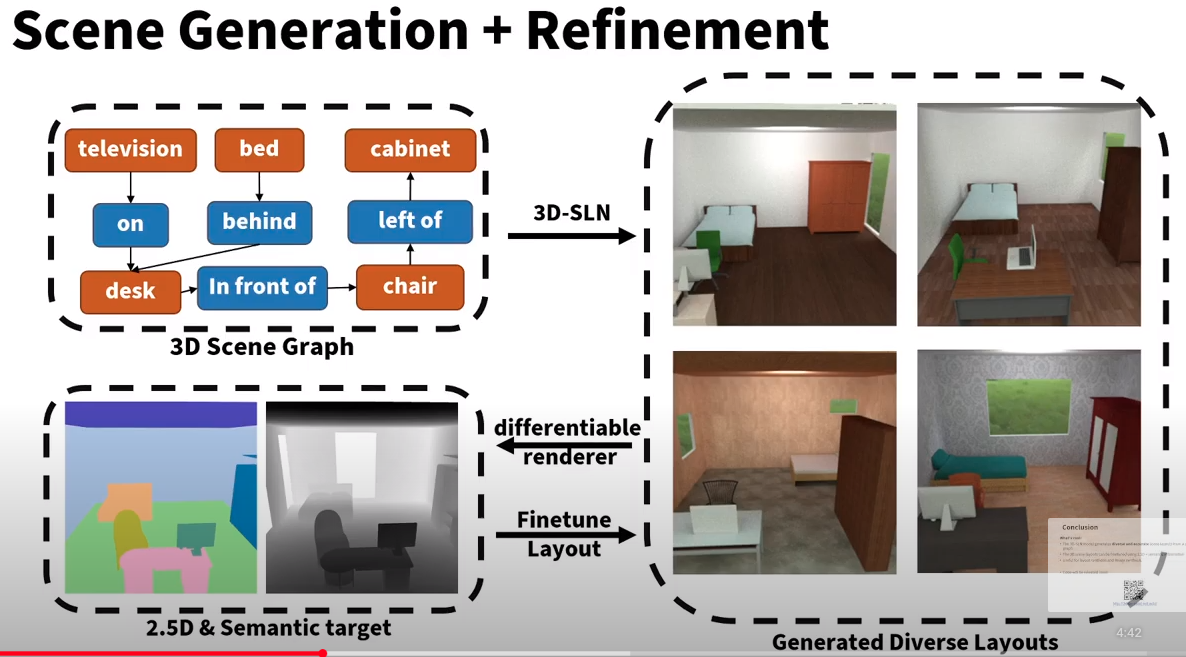 Scene Generation + Refinement
television
bed
cabinet
on
behind
left of
desk
In front of
chair
3D Scene Graph
3D-SLN
differentiable
renderer
Finetune
Layout
2.5D & Semantic target
Generated Diverse Layouts
Conclusion
4:42